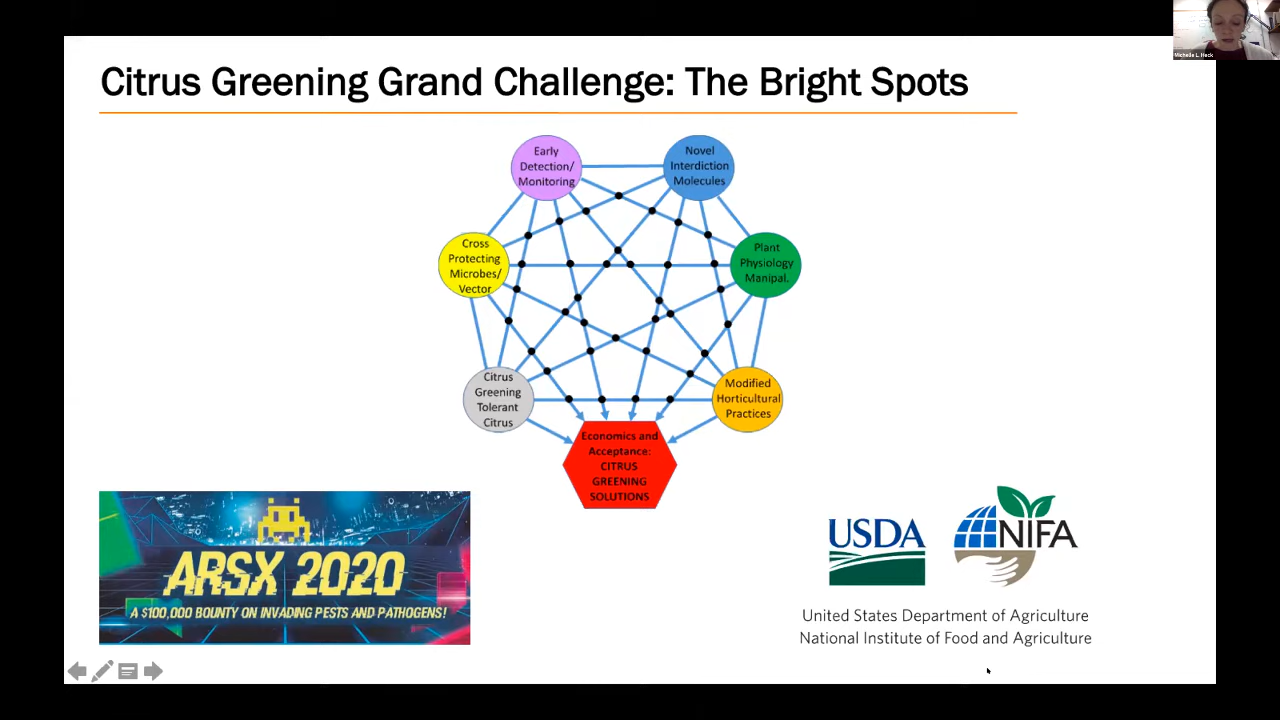 Michelle L. Heck
Citrus Greening Grand Challenge: The Bright Spots
Early
Detection/
Monitoring
Novel
Interdiction
Molecules
Cross
Protecting
Microbes/
Vector
Plant
Physiology
Manipal.
Citrus
Greening
Tolerant
Citrus
Modified
Horticultural
Practices
Economics and
Acceptance:
CITRUS
GREENING
SOLUTIONS
ARSX 2020
A $100,000 BOUNTY ON INVADING PESTS AND PATHOGENS!
USDA
NIFA
United States Department of Agriculture
National Institute of Food and Agriculture